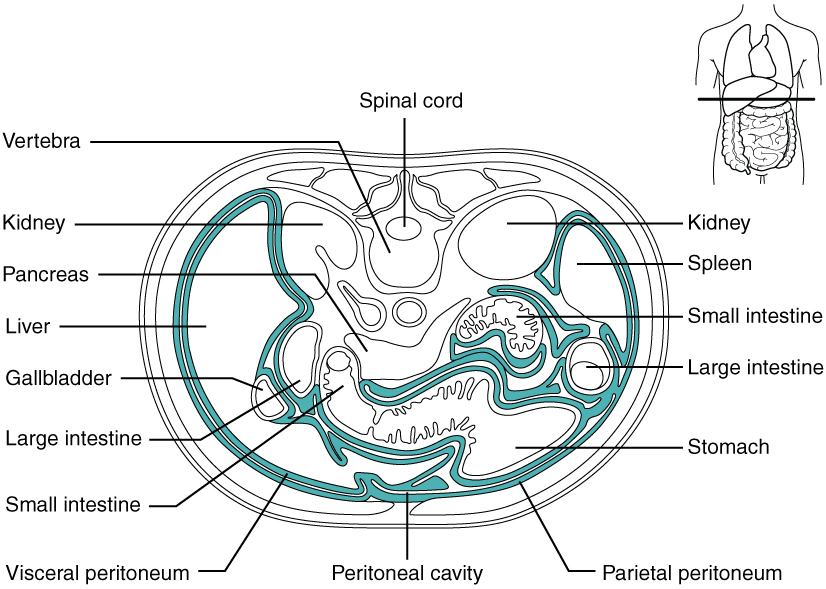 Spinal cord
Vertebra
Kidney
Kidney
Spleen
Pancreas
Small intestine
Liver
Large intestine
Gallbladder
Large intestine
Stomach
Small intestine
Visceral peritoneum
Peritoneal cavity
Parietal peritoneum